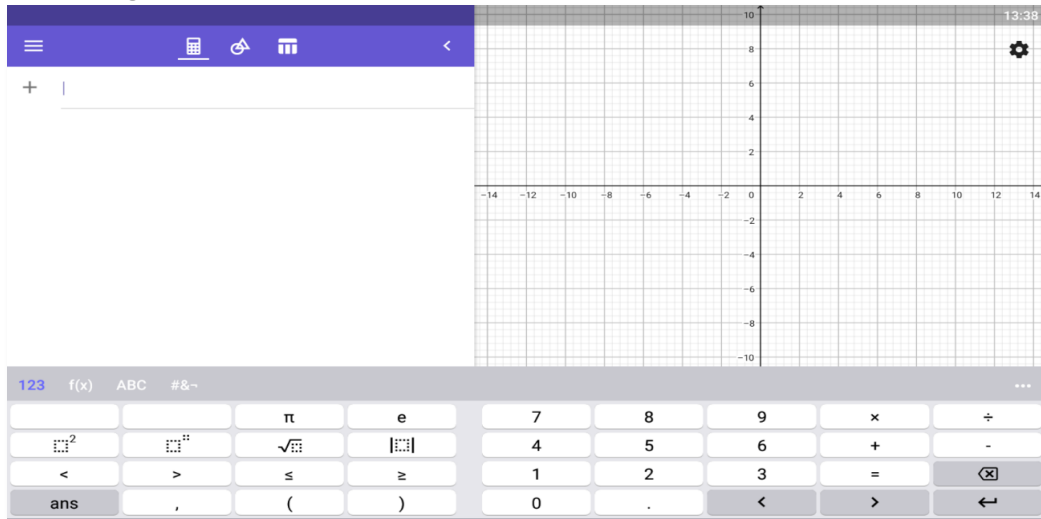 13:38
10
8
6
4
2
−14 −12 −10 −8 −6 −4 −2 0 2 4 6 8 10 12 14
−2
−4
−6
−8
−10
123 f(x) ABC #&¬
π e 7 8 9 × ÷
2 √ 4 5 6 + -
< > ≤ ≥ 1 2 3 =
ans , ( ) 0 . < >